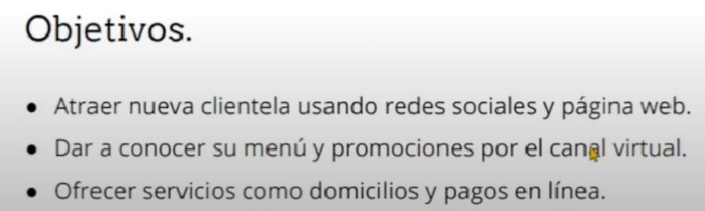 Objetivos.
• Atraer nueva clientela usando redes sociales y página web.
• Dar a conocer su menú y promociones por el canal virtual.
• Ofrecer servicios como domicilios y pagos en línea.